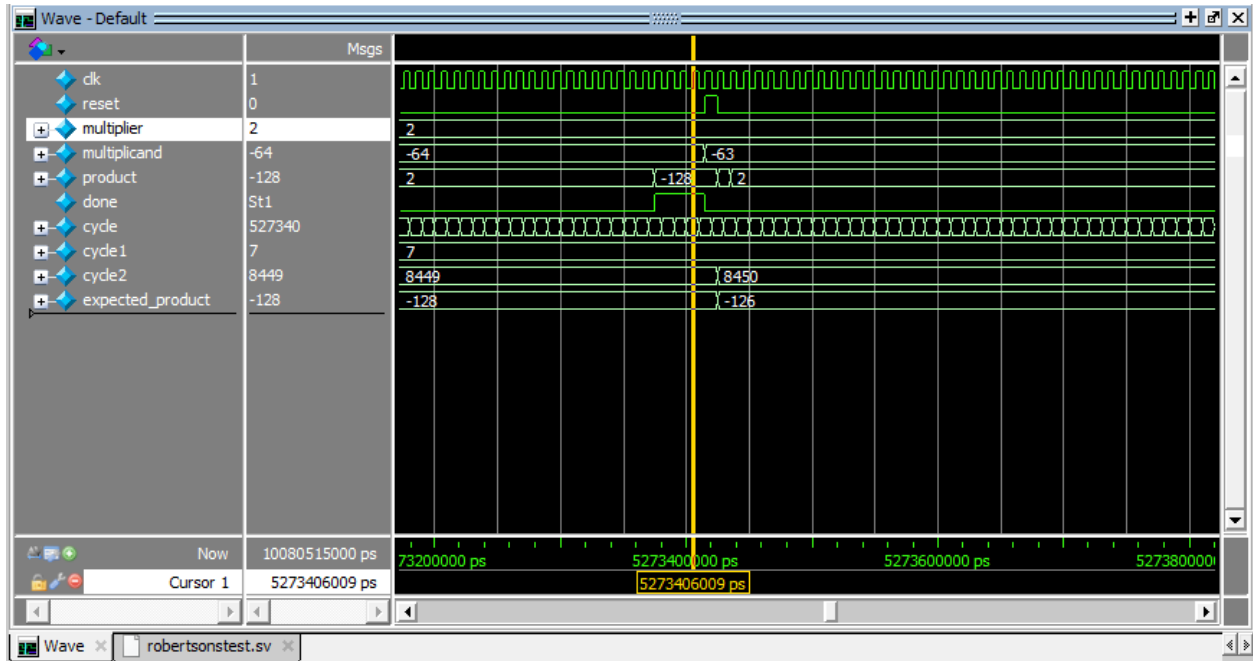 Wave - Default
Msgs
clk 1
reset 0
multiplier 2 2
multiplicand -64 -64 -63
product -128 2 -128 2
done St1
cycle 527340
cycle1 7 7
cycle2 8449 8449 8450
expected_product -128 -128 -126
Now 10080515000 ps 73200000 ps 5273400000 ps 5273600000 ps 52738000
Cursor 1 5273406009 ps 5273406009 ps
Wave robertsonstest.sv